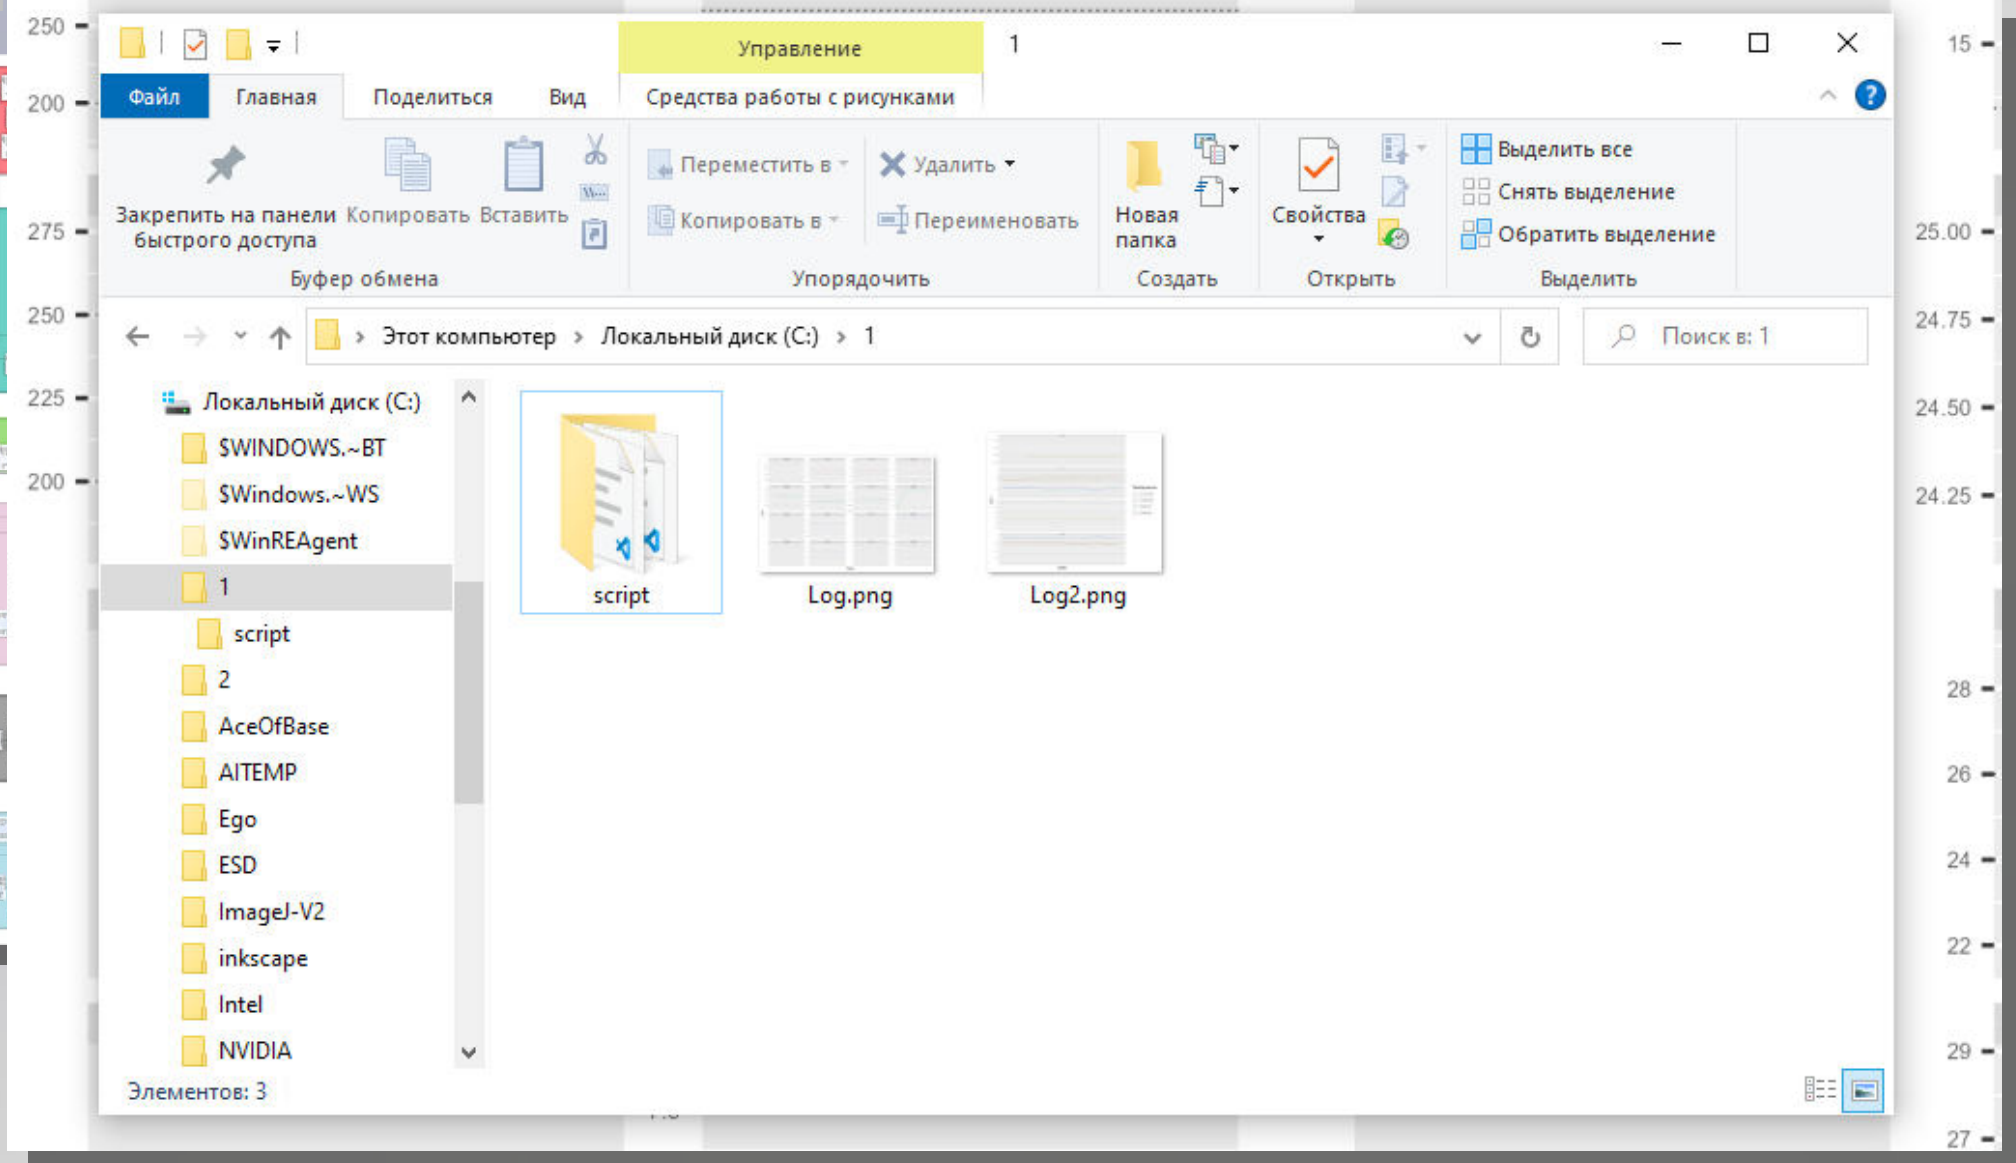 Управление
1
Файл
Главная
Поделиться
Вид
Средства работы с рисунками
Закрепить на панели
быстрого доступа
Копировать
Вставить
Переместить в
Копировать в
Удалить
Переименовать
Новая
папка
Свойства
Выделить все
Снять выделение
Обратить выделение
Буфер обмена
Упорядочить
Создать
Открыть
Выделить
Этот компьютер
Локальный диск (C:)
1
Поиск в: 1
Локальный диск (C:)
$WINDOWS.~BT
$Windows.~WS
$WinREAgent
1
script
2
AceOfBase
AITEMP
Ego
ESD
ImageJ-V2
inkscape
Intel
NVIDIA
script
Log.png
Log2.png
Элементов: 3
250
200
275
250
225
200
15
25.00
24.75
24.50
24.25
28
26
24
22
29
27